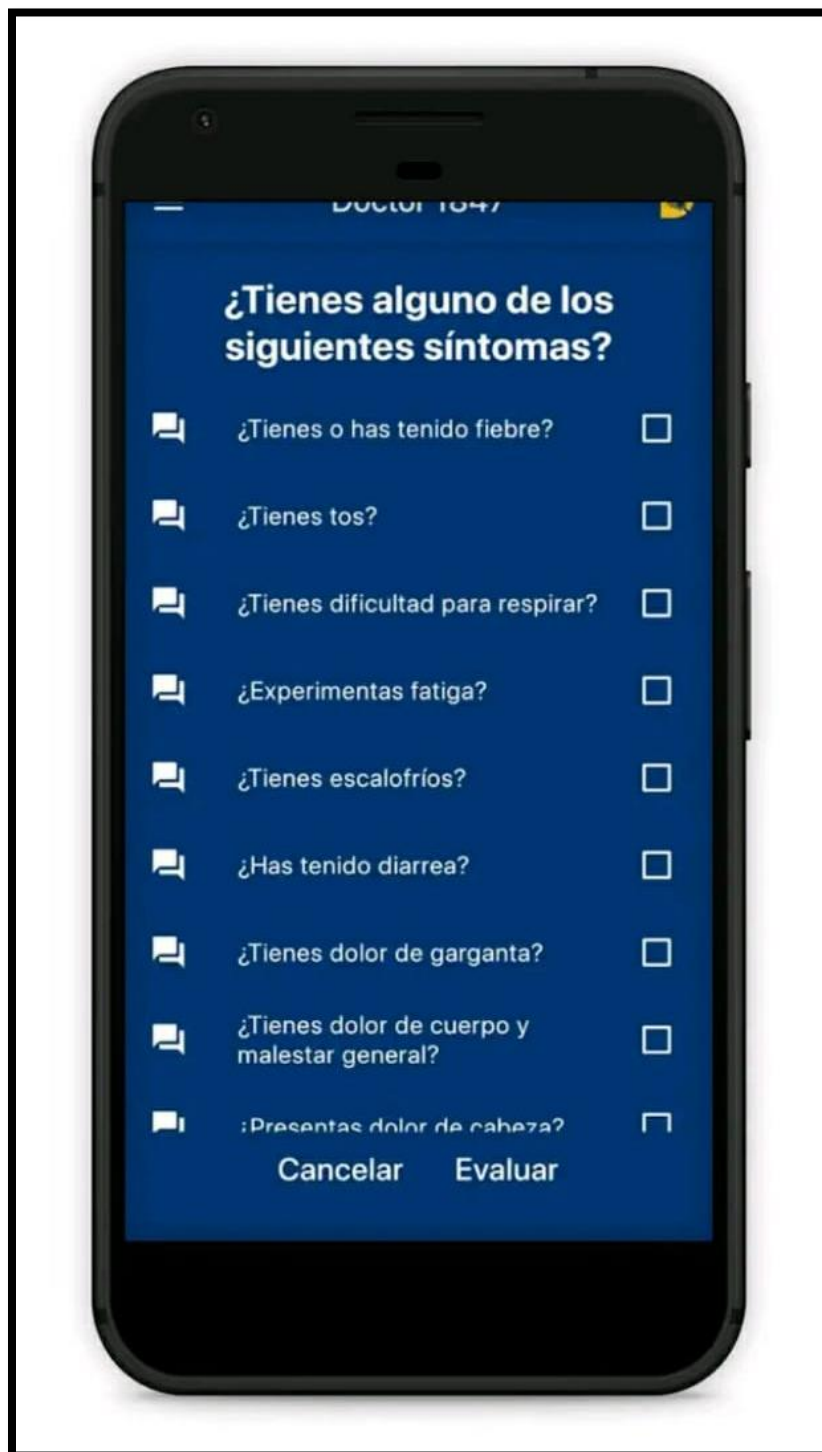 Doctor 1847
¿Tienes alguno de los
siguientes síntomas?
¿Tienes o has tenido fiebre?
¿Tienes tos?
¿Tienes dificultad para respirar?
¿Experimentas fatiga?
¿Tienes escalofríos?
¿Has tenido diarrea?
¿Tienes dolor de garganta?
¿Tienes dolor de cuerpo y
malestar general?
¿Presentas dolor de cabeza?
Cancelar Evaluar